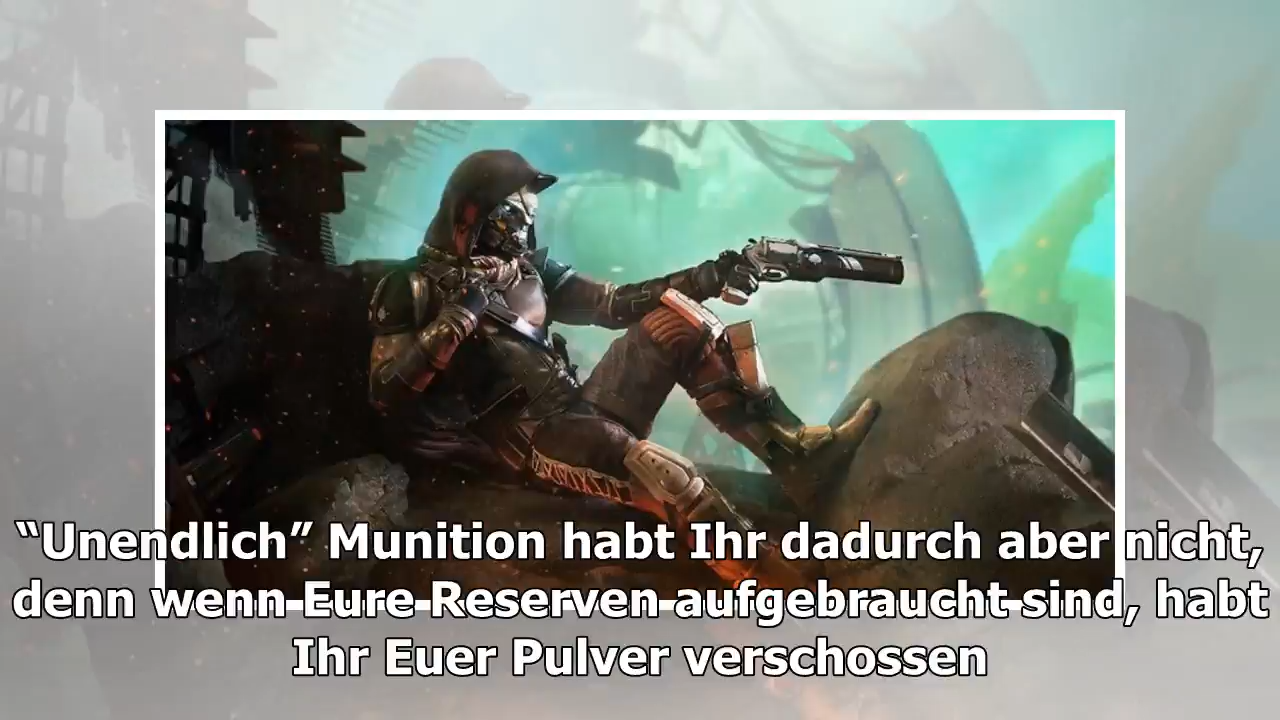 “Unendlich” Munition habt Ihr dadurch aber nicht,
denn wenn Eure Reserven aufgebraucht sind, habt
Ihr Euer Pulver verschossen